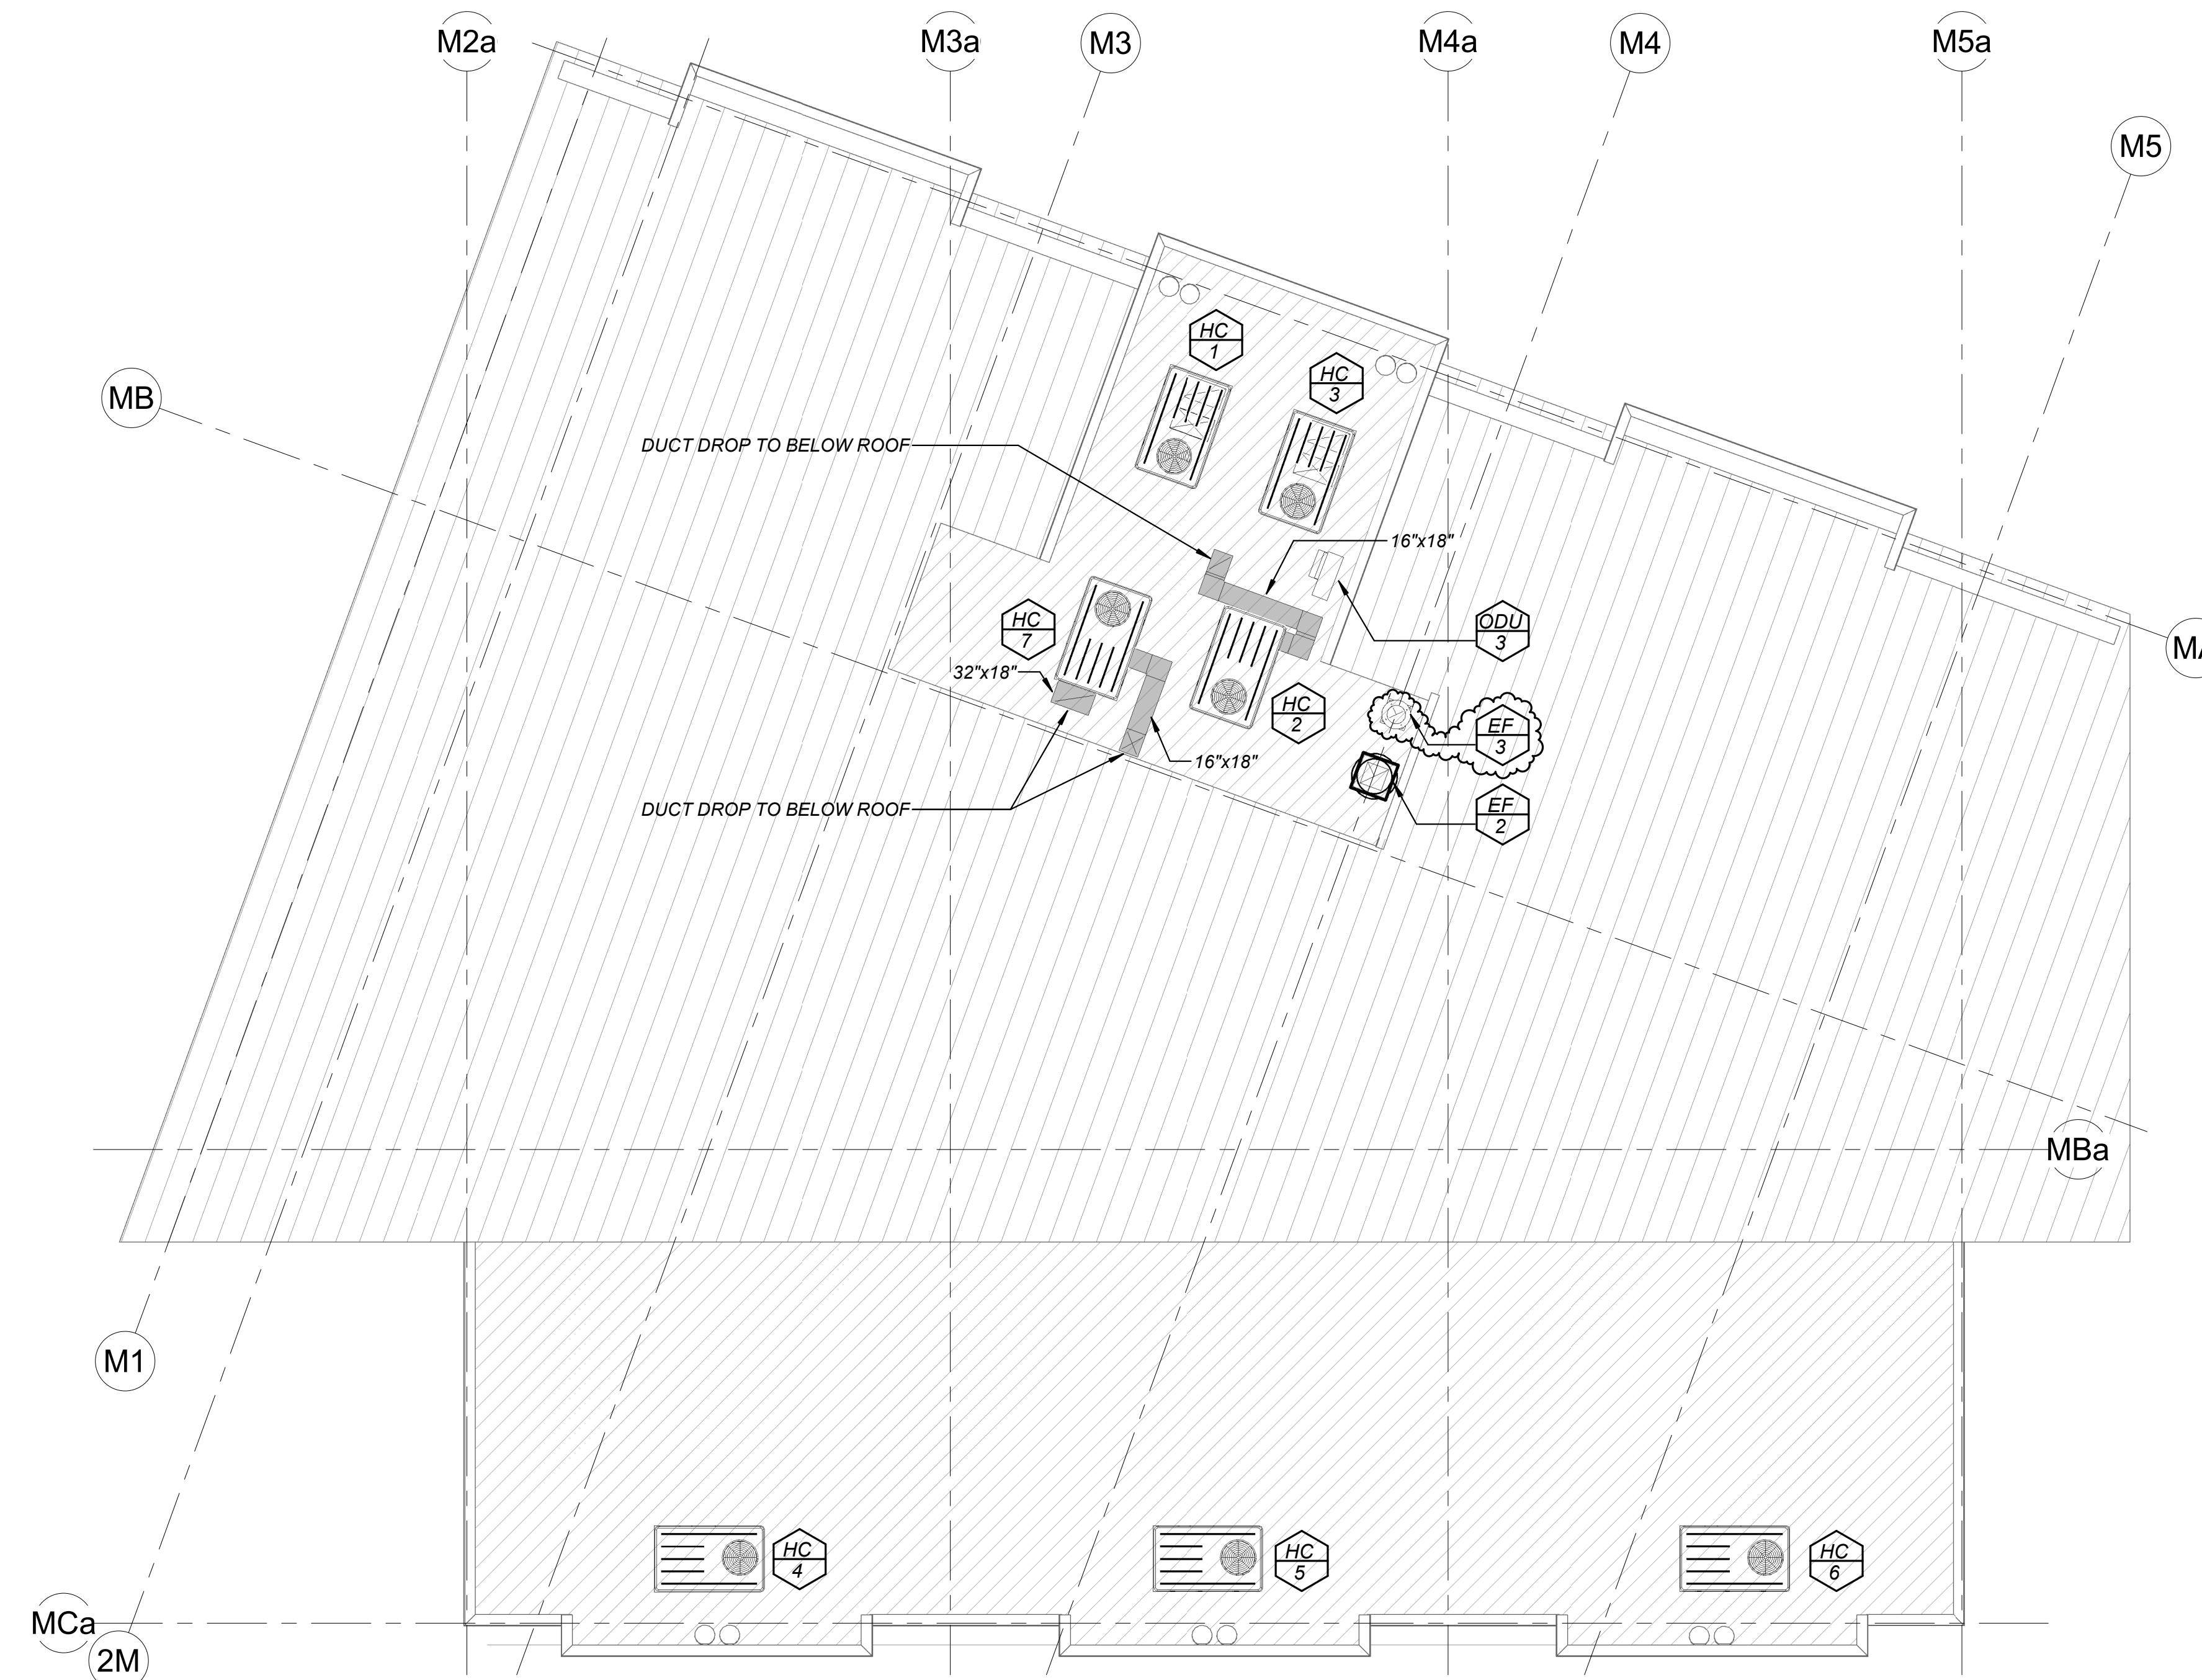 M2a
M3a
M3
M4a
M4
M5a
M5
MB
HC
1
HC
3
DUCT DROP TO BELOW ROOF
16"x18"
HC
7
ODU
3
32"x18"
HC
2
EF
3
16"x18"
DUCT DROP TO BELOW ROOF
EF
2
MBa
M1
HC
4
HC
5
HC
6
MCa
2M